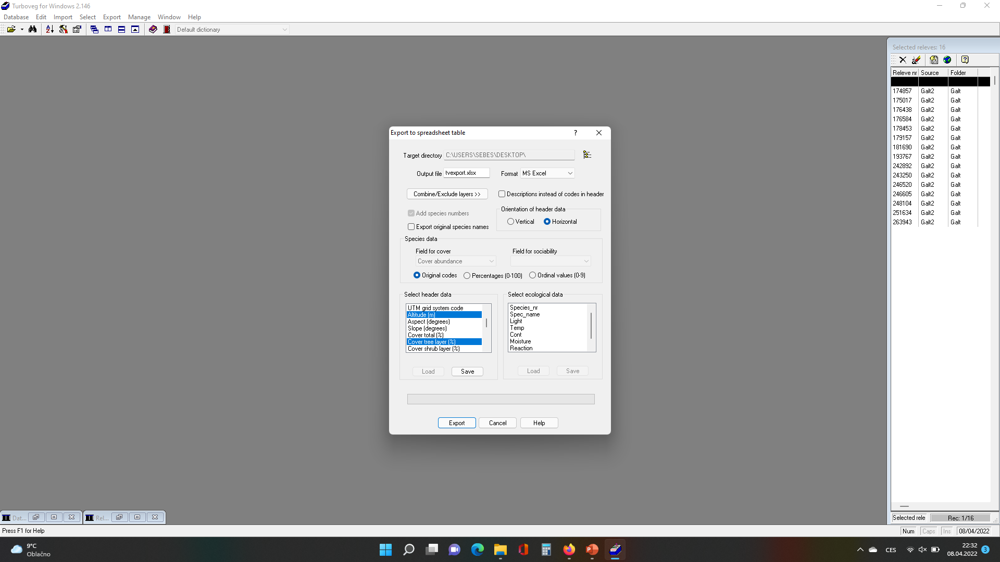 Turboveg for Windows 2.146
Database Edit Import Select Export Manage Window Help
Default dictionary
Selected releves: 16
Releve nr Source Folder
174857 Galt2 Galt
175017 Galt2 Galt
176438 Galt2 Galt
176584 Galt2 Galt
178453 Galt2 Galt
179157 Galt2 Galt
181690 Galt2 Galt
193767 Galt2 Galt
242892 Galt2 Galt
243250 Galt2 Galt
246520 Galt2 Galt
246605 Galt2 Galt
248104 Galt2 Galt
251634 Galt2 Galt
263943 Galt2 Galt
Selected rele Rec: 1/16
Export to spreadsheet table
Target directory C:\USERS\SEBES\DESKTOP\
Output file tvexport.xlsx Format MS Excel
Combine/Exclude layers >> Descriptions instead of codes in header
Add species numbers
Orientation of header data
Vertical Horizontal
Export original species names
Species data
Field for cover Field for sociability
Cover abundance
Original codes Percentages (0-100) Ordinal values (0-9)
Select header data
UTM grid system code
Altitude (m)
Aspect (degrees)
Slope (degrees)
Cover total (%)
Cover tree layer (%)
Cover shrub layer (%)
Load Save
Select ecological data
Species_nr
Spec_name
Light
Temp
Cont
Moisture
Reaction
Load Save
Export Cancel Help
Dat... Rel...
Press F1 for Help
Num Caps Ins 08/04/2022
9°C
Oblačno
CES
22:32
08.04.2022
3